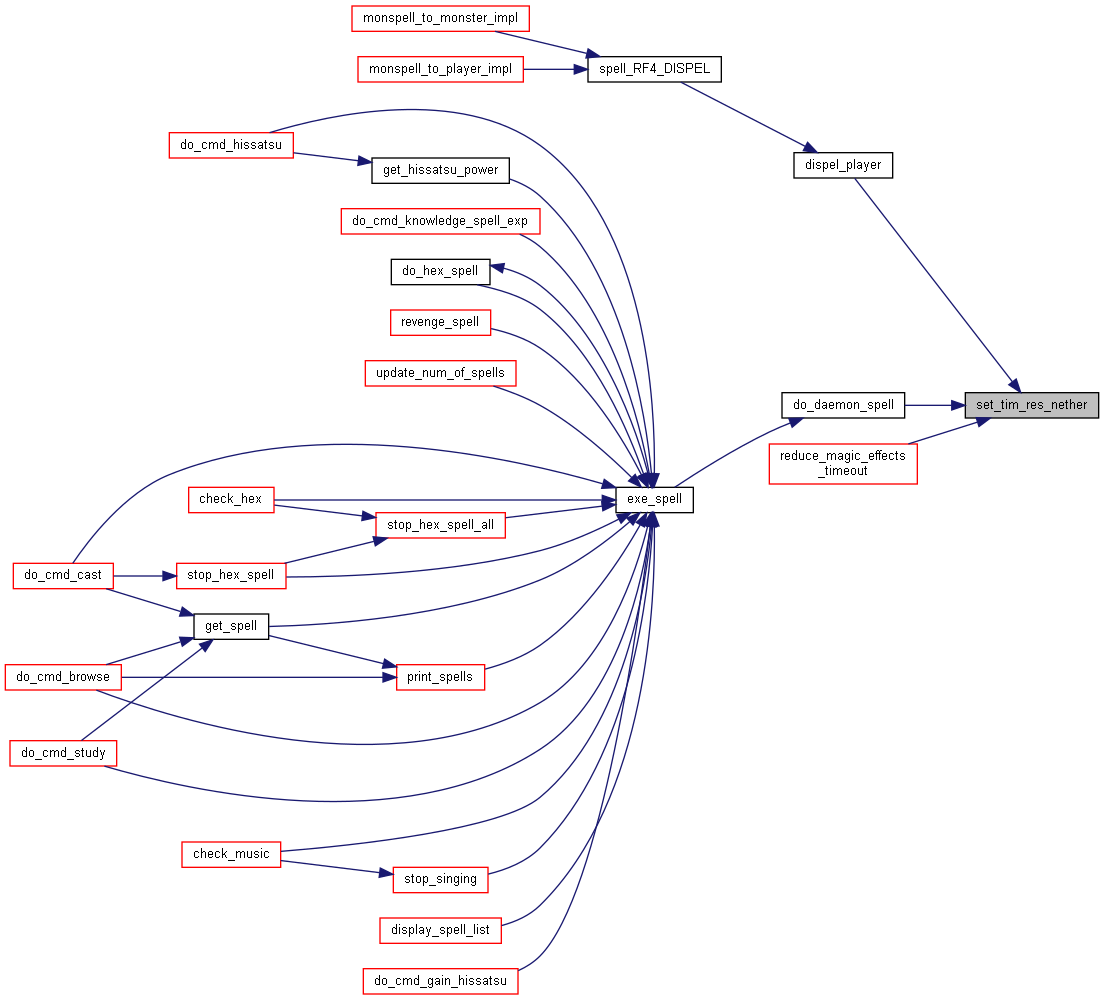 monspell_to_monster_impl
monspell_to_player_impl
spell_RF4_DISPEL
do_cmd_hissatsu
get_hissatsu_power
dispel_player
do_cmd_knowledge_spell_exp
do_hex_spell
revenge_spell
update_num_of_spells
do_daemon_spell
set_tim_res_nether
reduce_magic_effects
_timeout
check_hex
exe_spell
stop_hex_spell_all
do_cmd_cast
stop_hex_spell
get_spell
do_cmd_browse
print_spells
do_cmd_study
check_music
stop_singing
display_spell_list
do_cmd_gain_hissatsu